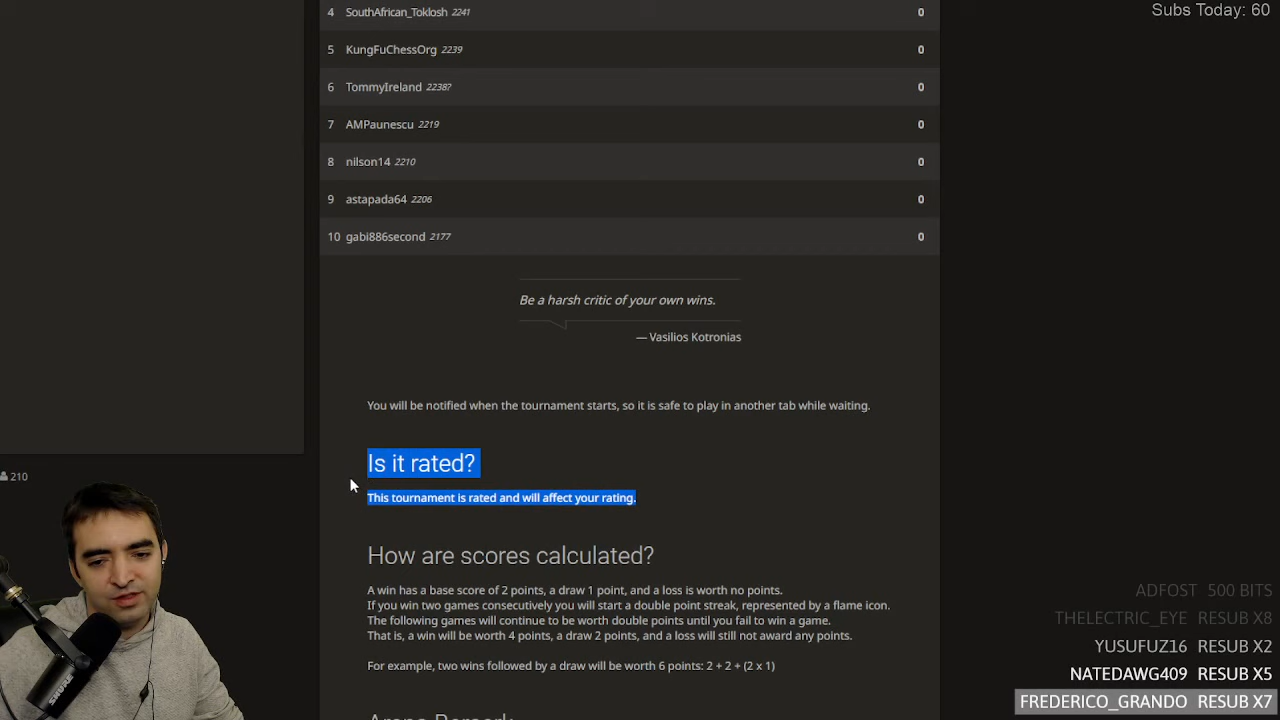 Subs Today: 60
4 SouthAfrican_Toklosh 2241 0
5 KungFuChessOrg 2239 0
6 TommyIreland 2238? 0
7 AMPaunescu 2219 0
8 nilson14 2210 0
9 astapada64 2206 0
10 gabi886second 2177 0
Be a harsh critic of your own wins.
— Vasilios Kotronias
You will be notified when the tournament starts, so it is safe to play in another tab while waiting.
Is it rated?
This tournament is rated and will affect your rating.
210
How are scores calculated?
A win has a base score of 2 points, a draw 1 point, and a loss is worth no points.
If you win two games consecutively you will start a double point streak, represented by a flame icon.
The following games will continue to be worth double points until you fail to win a game.
That is, a win will be worth 4 points, a draw 2 points, and a loss will still not award any points.
For example, two wins followed by a draw will be worth 6 points: 2 + 2 + (2 x 1)
Arena Berserk
ADFOST 500 BITS
THELECTRIC_EYE RESUB X8
YUSUFUZ16 RESUB X2
NATEDAWG409 RESUB X5
FREDERICO_GRANDO RESUB X7
SHURE